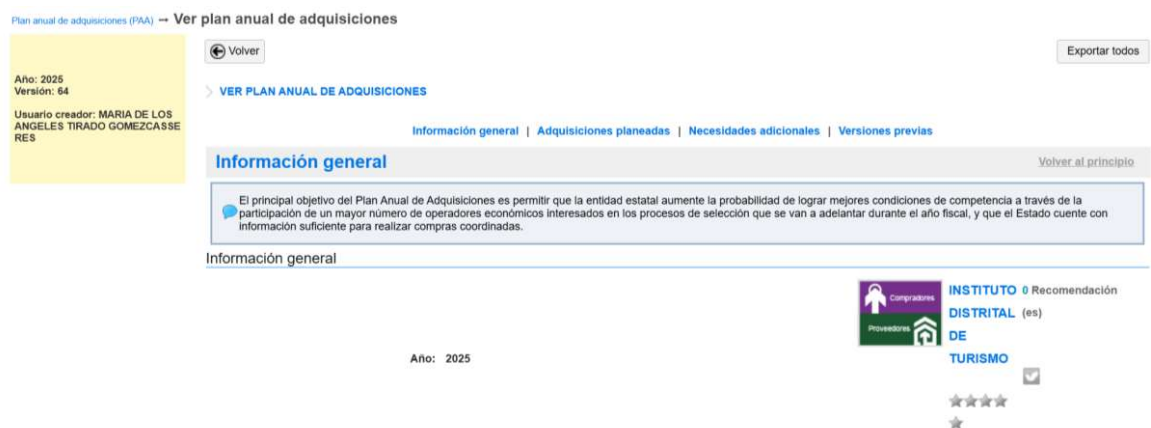 Plan anual de adquisiciones (PAA) → Ver plan anual de adquisiciones
Año: 2025
Versión: 64
Usuario creador: MARIA DE LOS
ANGELES TIRADO GOMEZCASSE
RES
Volver
Exportar todos
VER PLAN ANUAL DE ADQUISICIONES
Información general | Adquisiciones planeadas | Necesidades adicionales | Versiones previas
Información general
Volver al principio
El principal objetivo del Plan Anual de Adquisiciones es permitir que la entidad estatal aumente la probabilidad de lograr mejores condiciones de competencia a través de la
participación de un mayor número de operadores económicos interesados en los procesos de selección que se van a adelantar durante el año fiscal, y que el Estado cuente con
información suficiente para realizar compras coordinadas.
Información general
Año: 2025
Compradores
Proveedores
INSTITUTO 0 Recomendación
DISTRITAL (es)
DE
TURISMO